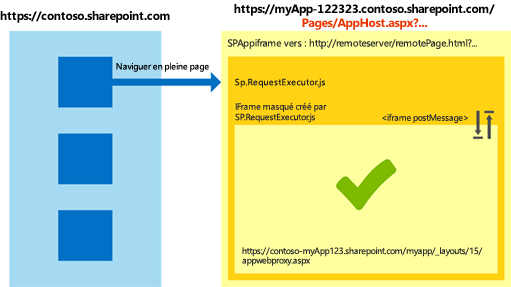 https://contoso.sharepoint.com
https://myApp-122323.contoso.sharepoint.com/
Pages/AppHost.aspx?...
SPAppiframe vers : http://remoteserver/remotePage.html?...
Naviguer en pleine page
Sp.RequestExecutor.js
IFrame masqué créé par
SP.RequestExecutor.js
<iframe postMessage>
https://contoso-myApp123.sharepoint.com/myapp/_layouts/15/
appwebproxy.aspx